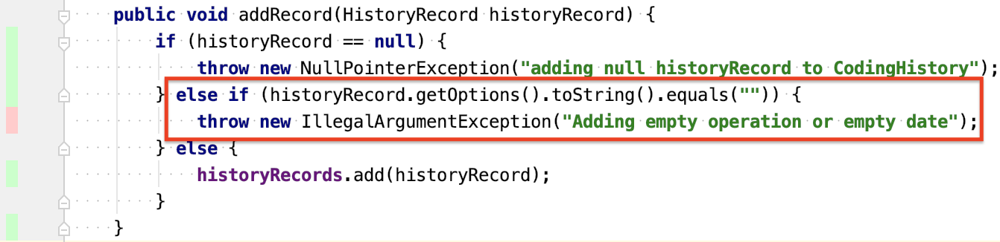 public void addRecord(HistoryRecord historyRecord) {
if (historyRecord == null) {
throw new NullPointerException("adding null historyRecord to CodingHistory");
} else if (historyRecord.getOptions().toString().equals("")) {
throw new IllegalArgumentException("Adding empty operation or empty date");
} else {
historyRecords.add(historyRecord);
}
}